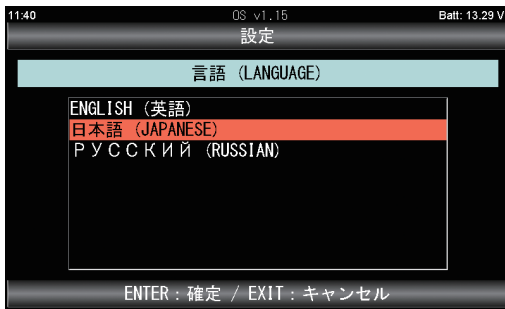 11:40 OS v1.15 Batt: 13.29 V
設定
言語 (LANGUAGE)
ENGLISH (英語)
日本語 (JAPANESE)
РУССКИЙ (RUSSIAN)
ENTER：確定 / EXIT：キャンセル